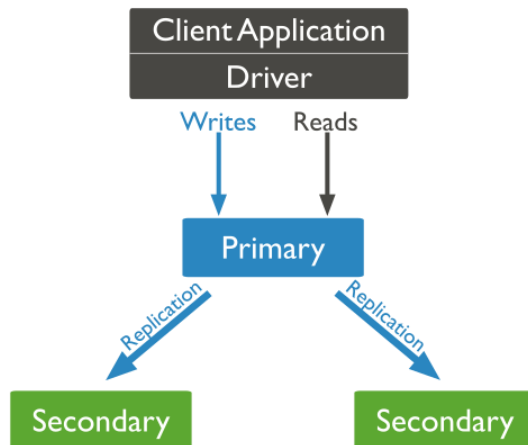 Client Application
Driver
Writes
Reads
Primary
Replication
Replication
Secondary
Secondary